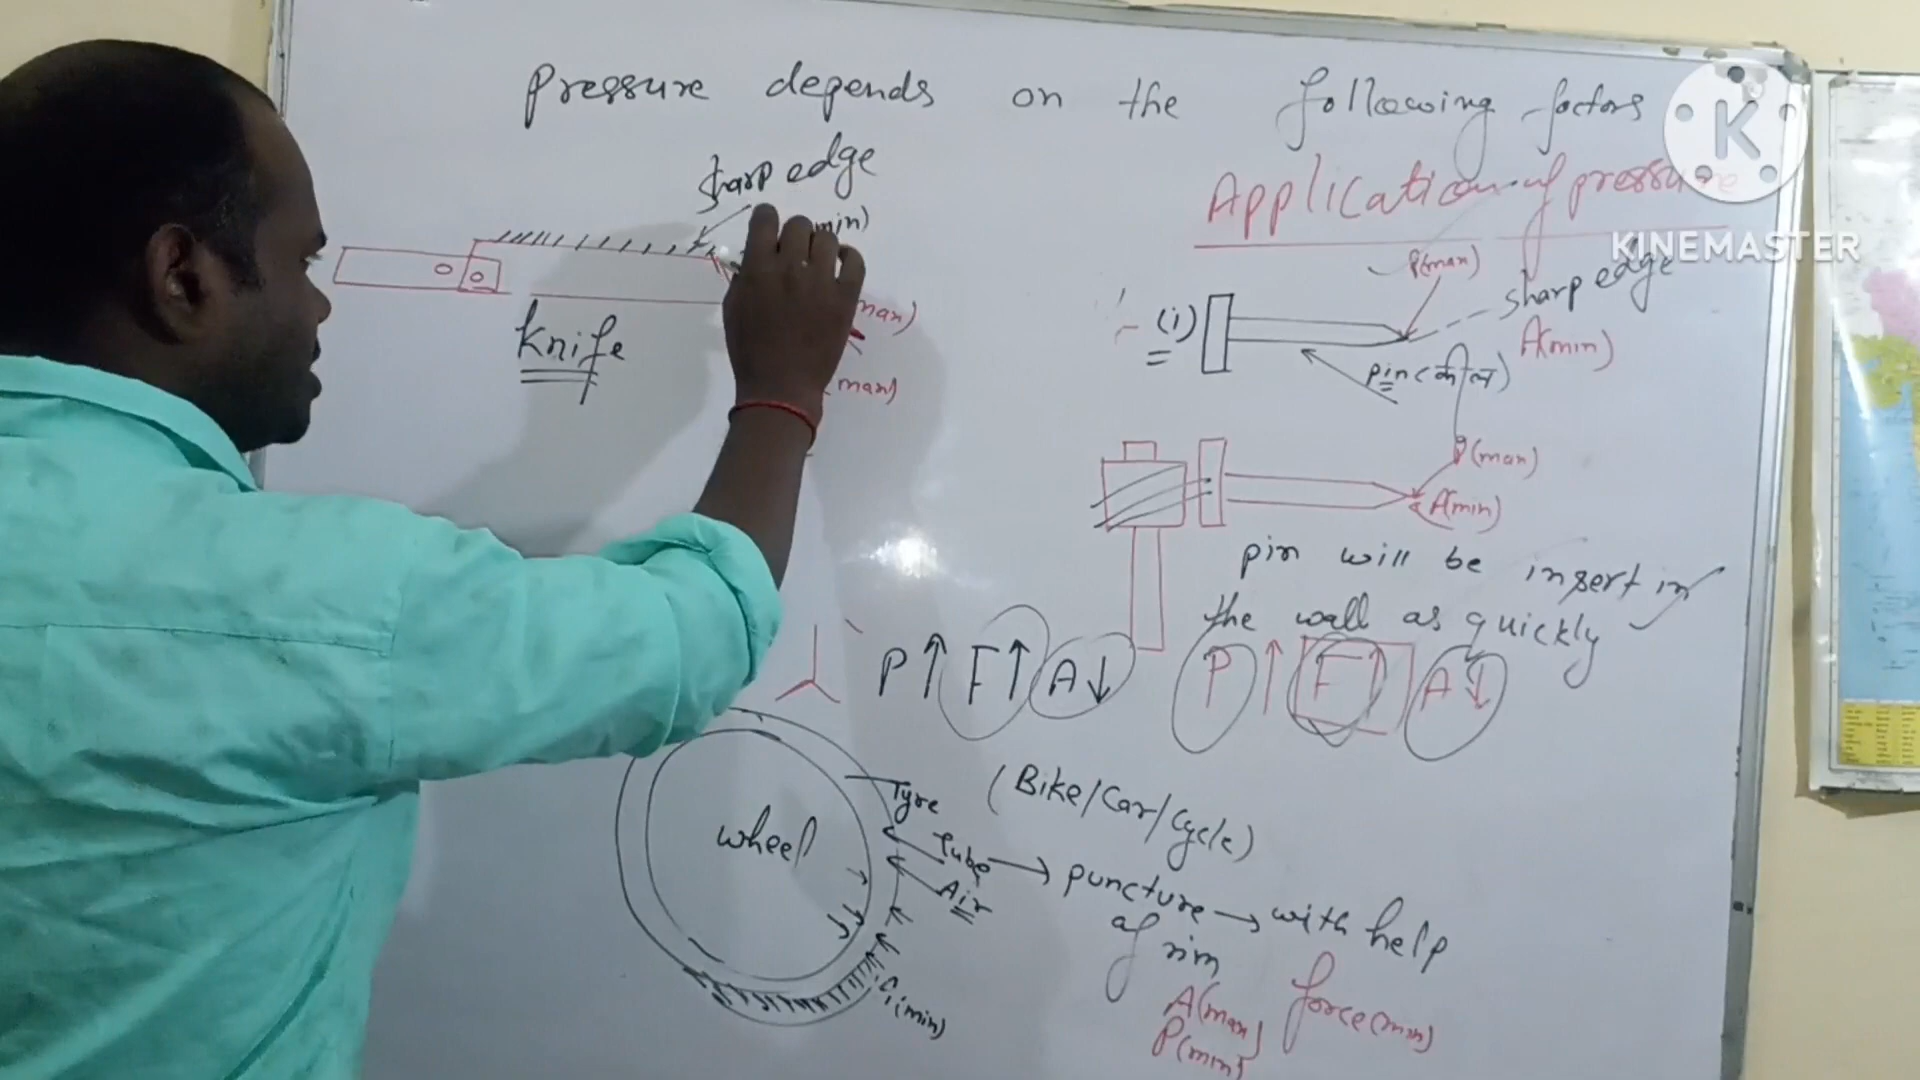 Pressure depends on the following factors
Application of pressure
K
KINEMASTER
sharp edge
min)
knife
max)
(max)
(i)
P(max)
sharp edge
A(min)
pin (कील)
P(max)
A(min)
pin will be insert in
the wall as quickly
P↑ F↑ A↓
P↑ F↑ A↓
wheel
Tyre
Tube → puncture → with help
of rim
Air
(Bike/Car/Cycle)
(min)
A(max)
P(min)
force(min)